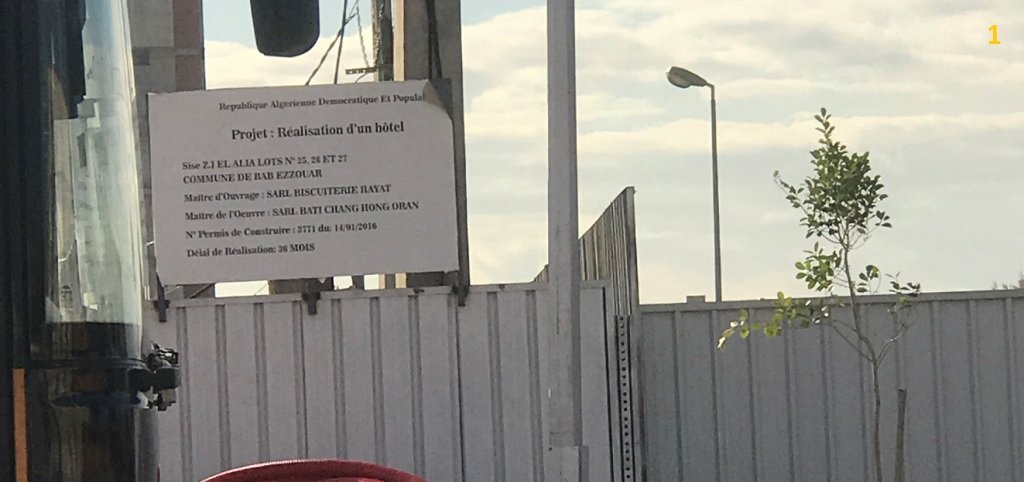 Republique Algerienne Democratique Et Populai
Projet : Réalisation d'un hôtel
Sise Z.I EL ALIA LOTS N° 25, 26 ET 27
COMMUNE DE BAB EZZOUAR
Maître d'Ouvrage : SARL BISCUITERIE HAYAT
Maitre de l'Oeuvre : SARL BATI CHANG HONG ORAN
N° Permis de Construire : 3771 du: 14/01/2016
Délai de Réalisation: 36 MOIS
1